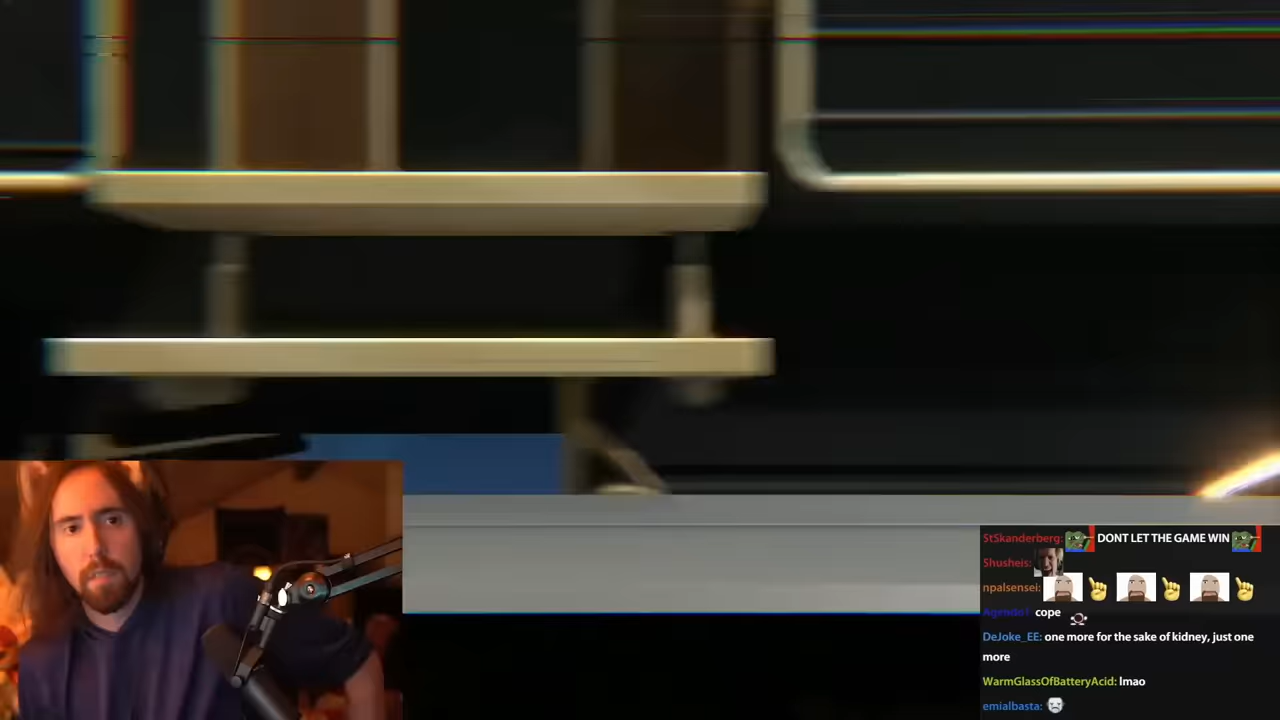 StSkanderberg: DONT LET THE GAME WIN
Shusheis:
npalsensei:
Agendo1 cope
DeJoke_EE: one more for the sake of kidney, just one
more
WarmGlassOfBatteryAcid: lmao
emialbasta: